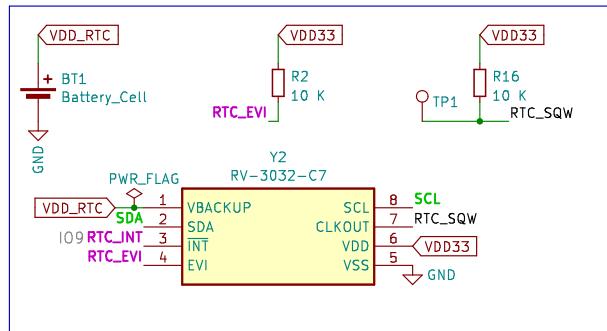 VDD_RTC
VDD33
VDD33
+
BT1
Battery_Cell
R2
10 K
R16
10 K
TP1
RTC_EVI
RTC_SQW
GND
Y2
RV-3032-C7
PWR_FLAG
VDD_RTC
1 VBACKUP
SCL 8 SCL
SDA 2 SDA
CLKOUT 7 RTC_SQW
IO9 RTC_INT 3 INT
VDD 6 VDD33
RTC_EVI 4 EVI
VSS 5 GND